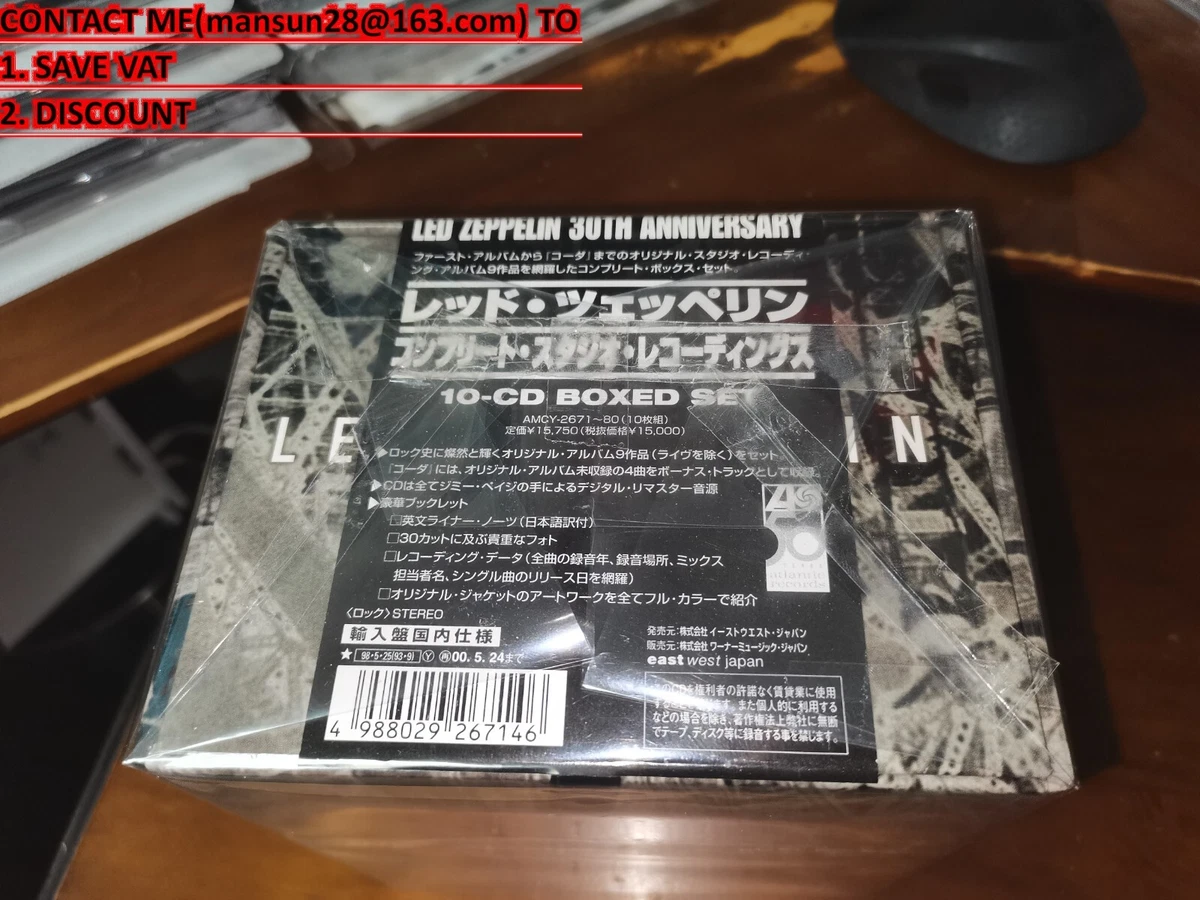 CONTACT ME(mansun28@163.com) TO
1. SAVE VAT
2. DISCOUNT
LED ZEPPELIN 30TH ANNIVERSARY
ファースト・アルバムから『コーダ』までのオリジナル・スタジオ・レコーディ
ング・アルバム9作品を網羅したコンプリート・ボックス・セット。
レッド・ツェッペリン
コンプリート・スタジオ・レコーディングス
10-CD BOXED SET
AMCY-2671~80(10枚組)
定価¥15,750(税抜価格¥15,000)
LE IN
▶ロック史に燦然と輝くオリジナル・アルバム9作品(ライヴを除く)をセット
『コーダ』には、オリジナル・アルバム未収録の4曲をボーナス・トラックとして収録。
▶CDは全てジミー・ペイジの手によるデジタル・リマスター音源
▶豪華ブックレット
□英文ライナー・ノーツ(日本語訳付)
□30カットに及ぶ貴重なフォト
□レコーディング・データ(全曲の録音年、録音場所、ミックス
担当者名、シングル曲のリリース日を網羅)
□オリジナル・ジャケットのアートワークを全てフル・カラーで紹介
〈ロック〉STEREO
50
atlantic
records
輸入盤国内仕様
★ 98・5・25(93・9) Ⓨ 00.5.24まで
発売元:株式会社イーストウエスト・ジャパン
販売元:株式会社ワーナーミュージック・ジャパン
east west japan
4 988029 267146
このCDを権利者の許諾なく賃貸業に使用
することを禁じます。また個人的に利用する
などの場合を除き、著作権法上弊社に無断
でテープ、ディスク等に録音する事を禁じます。